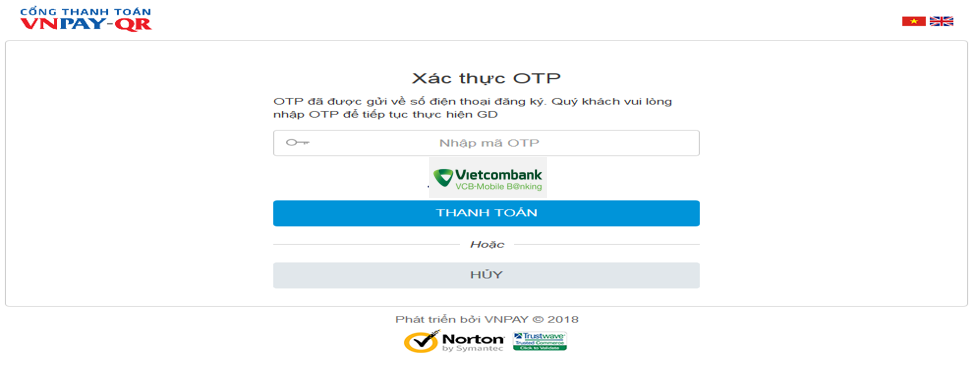 CỔNG THANH TOÁN
VNPAY-QR
Xác thực OTP
OTP đã được gửi về số điện thoại đăng ký. Quý khách vui lòng
nhập OTP để tiếp tục thực hiện GD
Nhập mã OTP
Vietcombank
VCB-Mobile B@nking
THANH TOÁN
Hoặc
HỦY
Phát triển bởi VNPAY © 2018
Norton
by Symantec
Trustwave
Trusted Commerce
Click to Validate